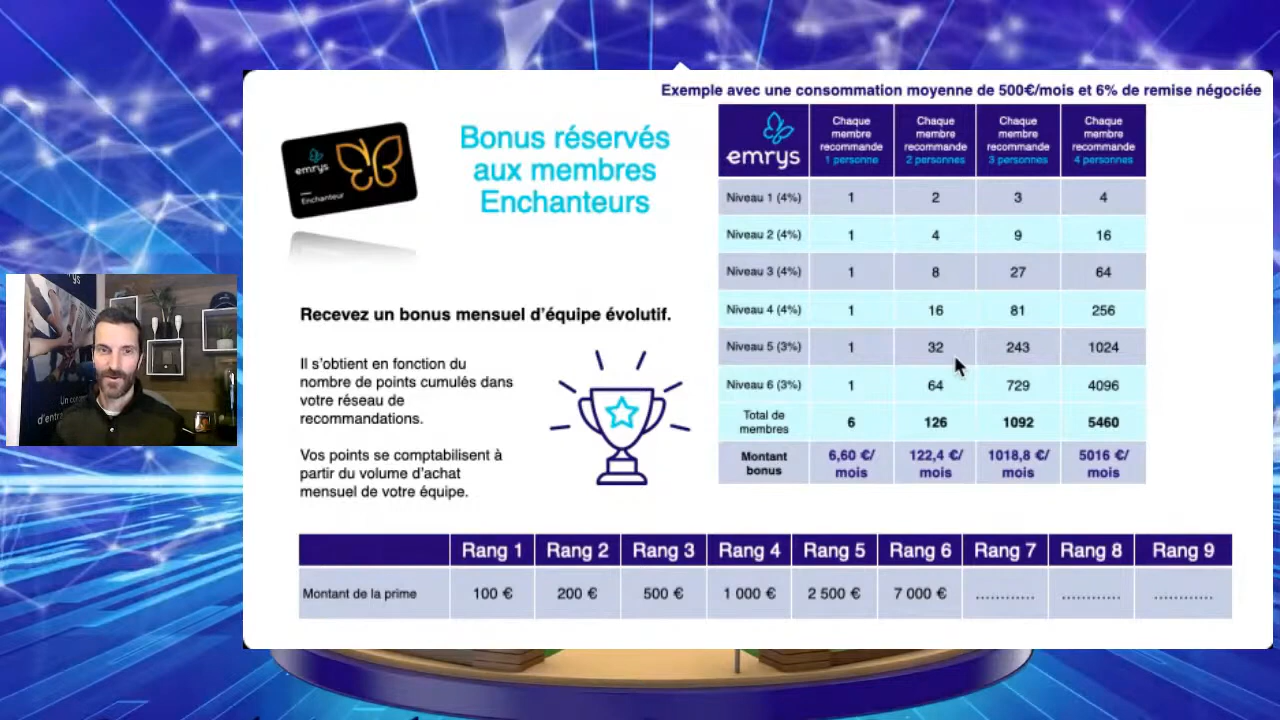 Exemple avec une consommation moyenne de 500€/mois et 6% de remise négociée
emrys
Enchanteur
Bonus réservés
aux membres
Enchanteurs
Recevez un bonus mensuel d'équipe évolutif.
Il s'obtient en fonction du
nombre de points cumulés dans
votre réseau de
recommandations.
Vos points se comptabilisent à
partir du volume d'achat
mensuel de votre équipe.
emrys
Chaque membre recommande 1 personne
Chaque membre recommande 2 personnes
Chaque membre recommande 3 personnes
Chaque membre recommande 4 personnes
Niveau 1 (4%) 1 2 3 4
Niveau 2 (4%) 1 4 9 16
Niveau 3 (4%) 1 8 27 64
Niveau 4 (4%) 1 16 81 256
Niveau 5 (3%) 1 32 243 1024
Niveau 6 (3%) 1 64 729 4096
Total de membres 6 126 1092 5460
Montant bonus 6,60 €/mois 122,4 €/mois 1018,8 €/mois 5016 €/mois
Rang 1 Rang 2 Rang 3 Rang 4 Rang 5 Rang 6 Rang 7 Rang 8 Rang 9
Montant de la prime 100 € 200 € 500 € 1 000 € 2 500 € 7 000 € ............ ............ ............